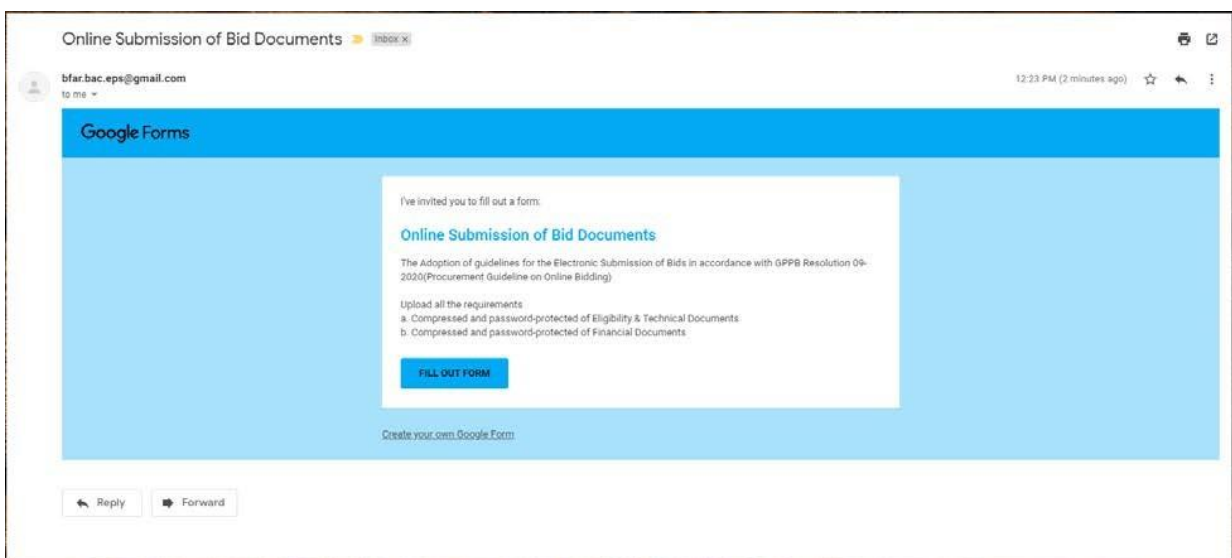 Online Submission of Bid Documents Inbox x
bfar.bac.eps@gmail.com
12:23 PM (2 minutes ago)
to me
Google Forms
I've invited you to fill out a form:
Online Submission of Bid Documents
The Adoption of guidelines for the Electronic Submission of Bids in accordance with GPPB Resolution 09-
2020(Procurement Guideline on Online Bidding)
Upload all the requirements
a. Compressed and password-protected of Eligibility & Technical Documents
b. Compressed and password-protected of Financial Documents
FILL OUT FORM
Create your own Google Form
Reply Forward